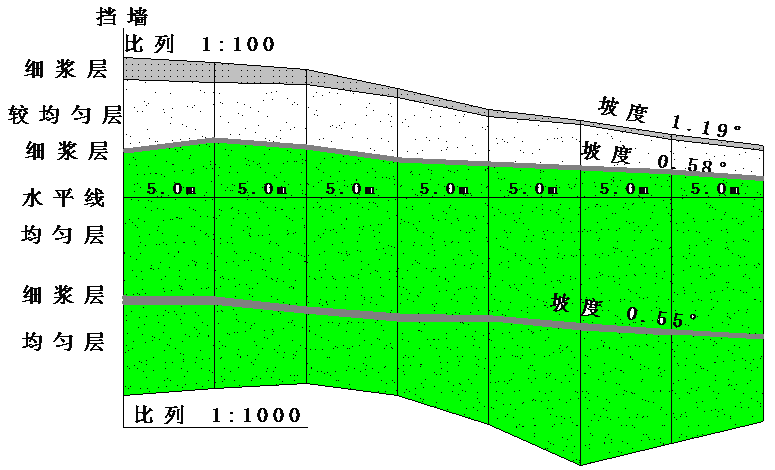 挡墙
比列 1:100
细浆层
较均匀层
坡度 1.19°
细浆层
坡度 0.58°
5.0m 5.0m 5.0m 5.0m 5.0m 5.0m 5.0m
水平线
均匀层
细浆层
坡度 0.55°
均匀层
比列 1:1000